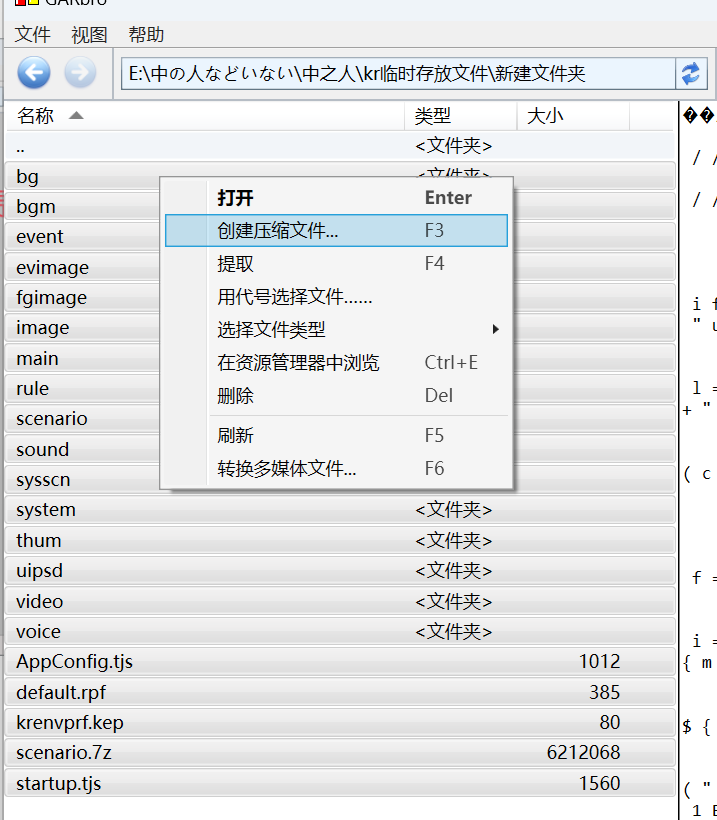 GARbro
文件 视图 帮助
E:\中の人などいない\中之人\kr临时存放文件\新建文件夹
名称 类型 大小
.. <文件夹>
bg <文件夹>
bgm
event
evimage
fgimage
image
main
rule
scenario
sound
sysscn
system <文件夹>
thum <文件夹>
uipsd <文件夹>
video <文件夹>
voice <文件夹>
AppConfig.tjs 1012
default.rpf 385
krenvprf.kep 80
scenario.7z 6212068
startup.tjs 1560
打开 Enter
创建压缩文件... F3
提取 F4
用代号选择文件......
选择文件类型
在资源管理器中浏览 Ctrl+E
删除 Del
刷新 F5
转换多媒体文件... F6
/ /
/ /
i f
" u
l =
+ "
( c
f =
i =
{ m
$ {
( "